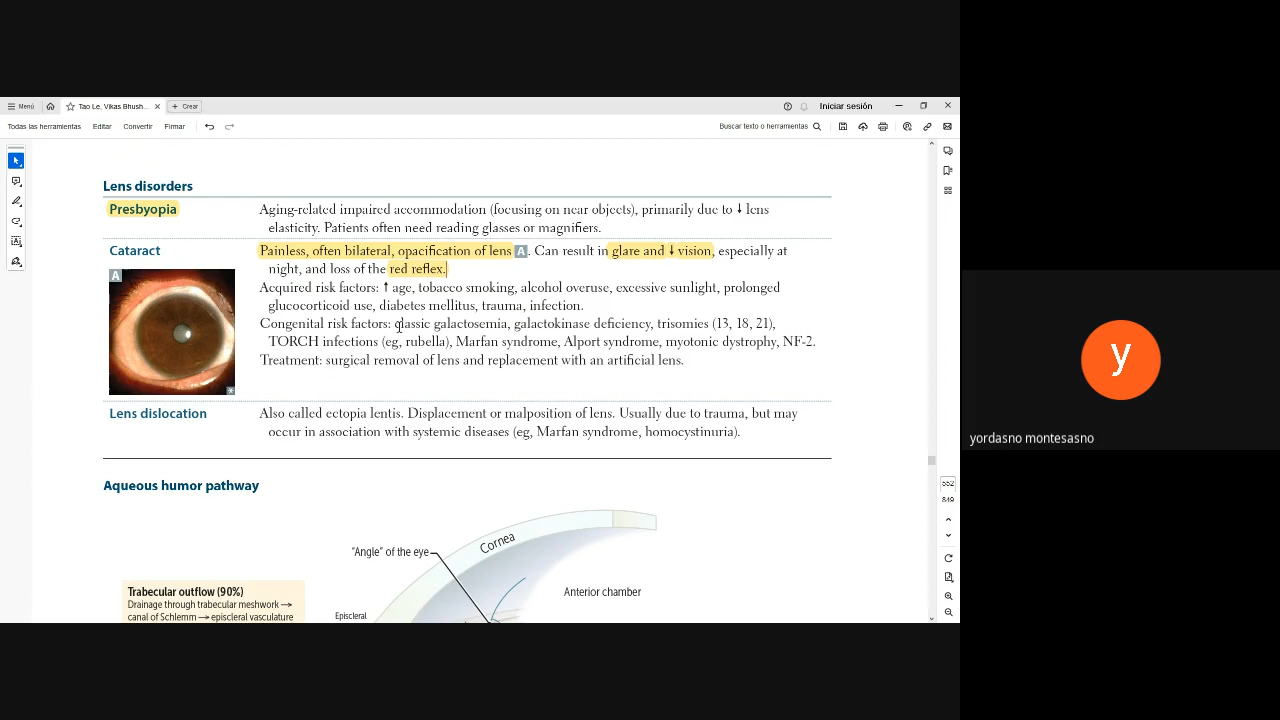 Menú
Tao Le, Vikas Bhush...
Crear
Iniciar sesión
Todas las herramientas Editar Convertir Firmar
Buscar texto o herramientas
Lens disorders
Presbyopia
Aging-related impaired accommodation (focusing on near objects), primarily due to ↓ lens
elasticity. Patients often need reading glasses or magnifiers.
Cataract
Painless, often bilateral, opacification of lens A. Can result in glare and ↓ vision, especially at
night, and loss of the red reflex.
A
Acquired risk factors: ↑ age, tobacco smoking, alcohol overuse, excessive sunlight, prolonged
glucocorticoid use, diabetes mellitus, trauma, infection.
Congenital risk factors: classic galactosemia, galactokinase deficiency, trisomies (13, 18, 21),
TORCH infections (eg, rubella), Marfan syndrome, Alport syndrome, myotonic dystrophy, NF-2.
Treatment: surgical removal of lens and replacement with an artificial lens.
Lens dislocation
Also called ectopia lentis. Displacement or malposition of lens. Usually due to trauma, but may
occur in association with systemic diseases (eg, Marfan syndrome, homocystinuria).
Aqueous humor pathway
"Angle" of the eye
Cornea
Anterior chamber
Trabecular outflow (90%)
Drainage through trabecular meshwork →
canal of Schlemm → episcleral vasculature
Episcleral
552
849
y
yordasno montesasno